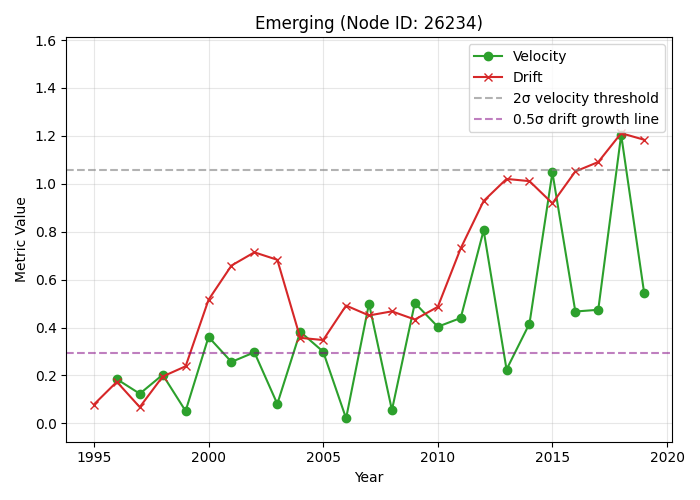 Emerging (Node ID: 26234)
Velocity
Drift
2σ velocity threshold
0.5σ drift growth line
Metric Value
1.6
1.4
1.2
1.0
0.8
0.6
0.4
0.2
0.0
1995 2000 2005 2010 2015 2020
Year